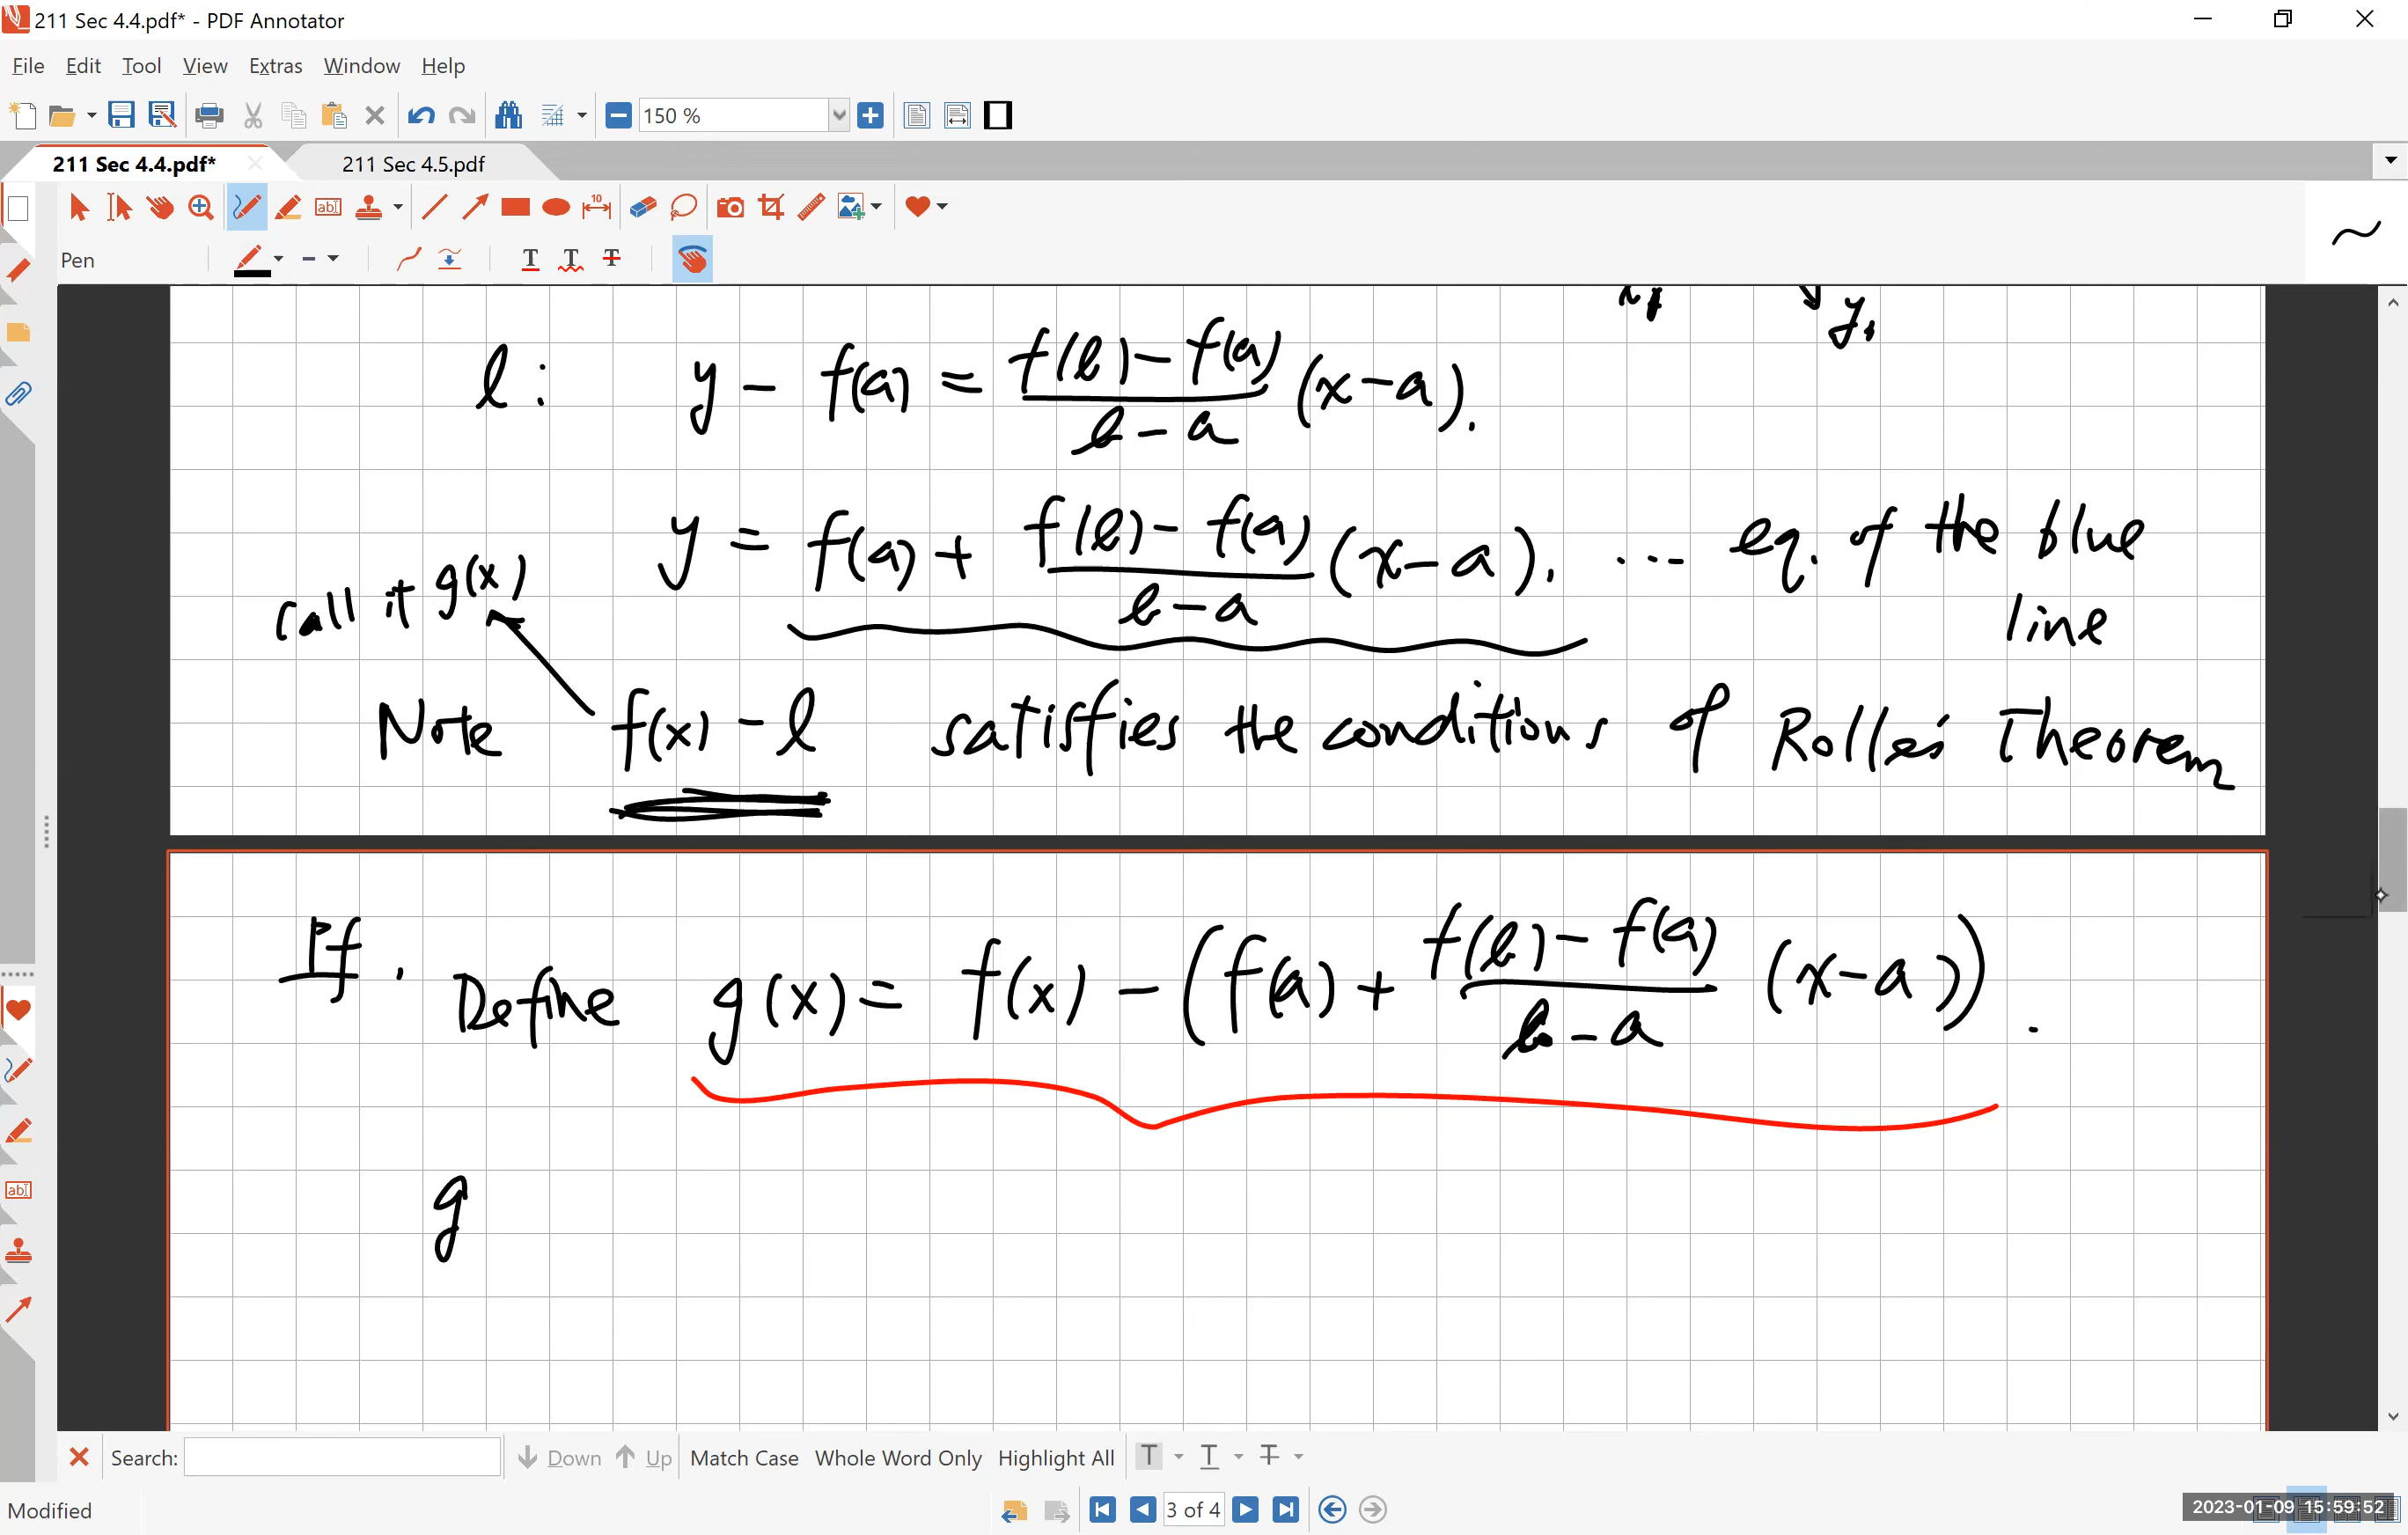 211 Sec 4.4.pdf* - PDF Annotator
File Edit Tool View Extras Window Help
150 %
211 Sec 4.4.pdf* 211 Sec 4.5.pdf
Pen
l : y - f(a) = \frac{f(b) - f(a)}{b - a} (x - a).
y = f(a) + \frac{f(b) - f(a)}{b - a} (x - a). ... eq. of the blue
line
call it g(x)
Note f(x) - l satisfies the conditions of Rolle's Theorem
Pf. Define g(x) = f(x) - (f(a) + \frac{f(b) - f(a)}{b - a} (x - a)).
g
Search: Down Up Match Case Whole Word Only Highlight All
Modified 3 of 4 2023-01-09 15:59:52